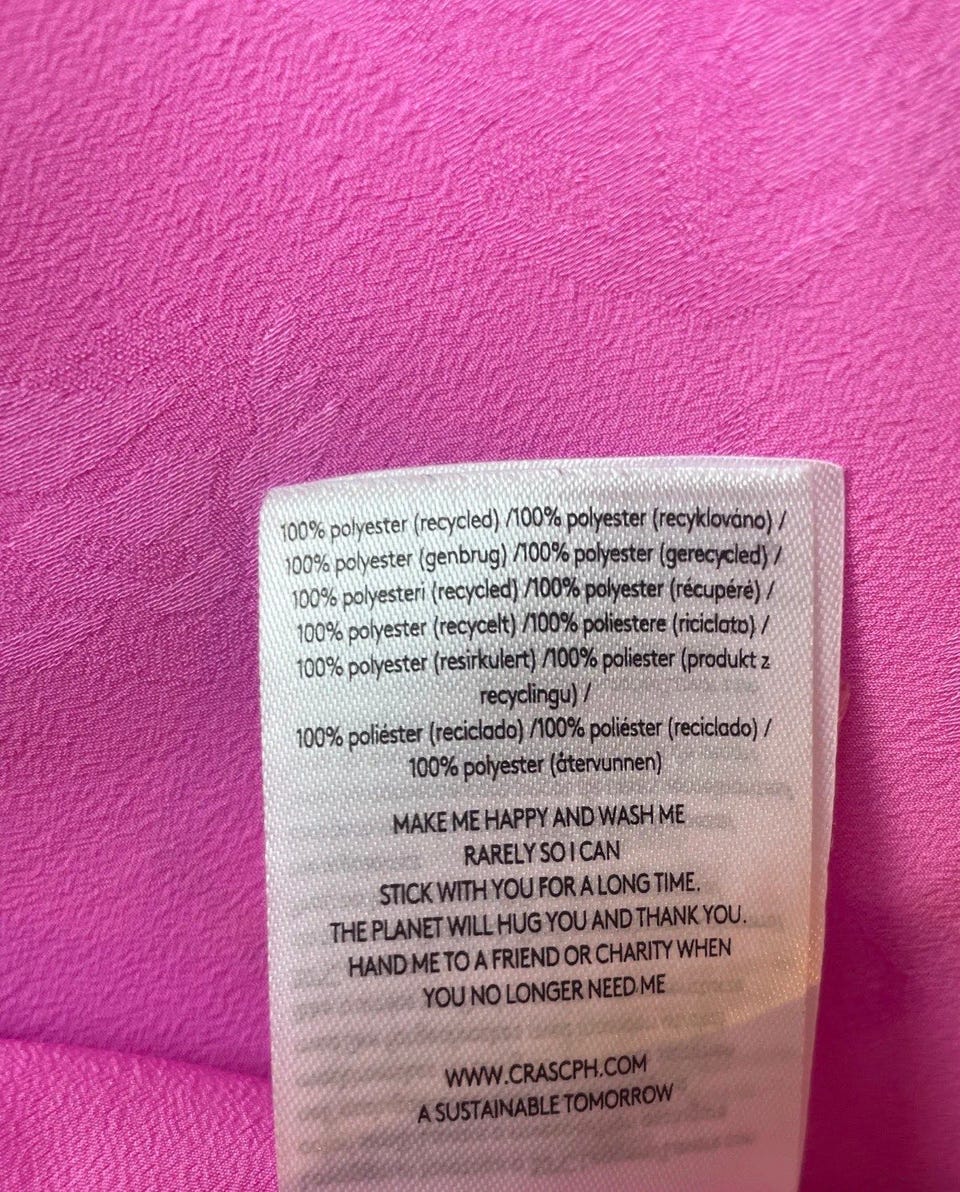 100% polyester (recycled) /100% polyester (recyklováno) /
100% polyester (genbrug) /100% polyester (gerecycled) /
100% polyesteri (recycled) /100% polyester (récupéré) /
100% polyester (recycelt) /100% poliestere (riciclato) /
100% polyester (resirkulert) /100% poliester (produkt z
recyclingu) /
100% poliéster (reciclado) /100% poliéster (reciclado) /
100% polyester (återvunnen)
MAKE ME HAPPY AND WASH ME
RARELY SO I CAN
STICK WITH YOU FOR A LONG TIME.
THE PLANET WILL HUG YOU AND THANK YOU.
HAND ME TO A FRIEND OR CHARITY WHEN
YOU NO LONGER NEED ME
WWW.CRASCPH.COM
A SUSTAINABLE TOMORROW